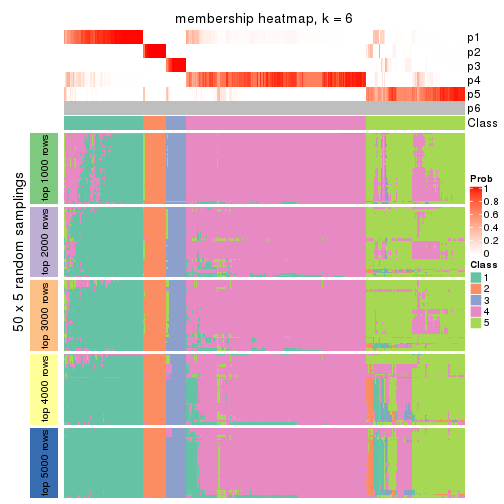 membership heatmap, k = 6
p1
p2
p3
p4
p5
p6
Class
50 x 5 random samplings
top 1000 rows
top 2000 rows
top 3000 rows
top 4000 rows
top 5000 rows
Prob
1
0.8
0.6
0.4
0.2
0
Class
1
2
3
4
5